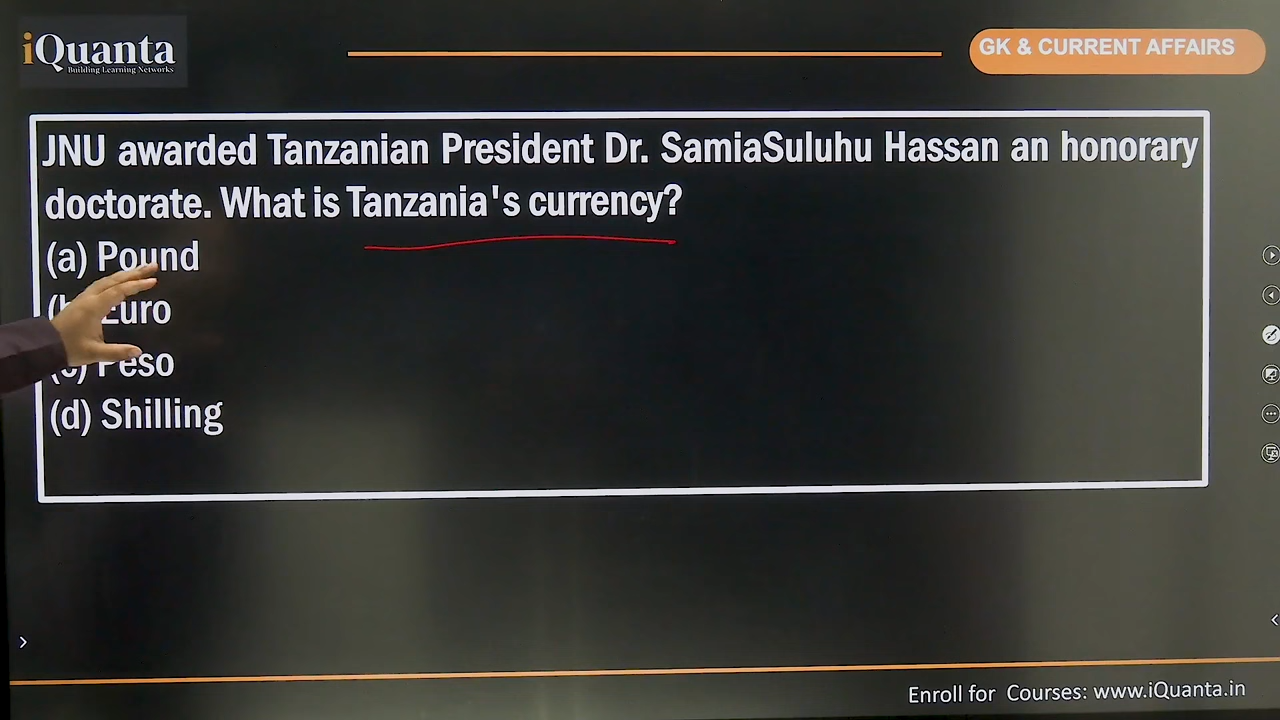 iQuanta
Building Learning Networks
GK & CURRENT AFFAIRS
JNU awarded Tanzanian President Dr. SamiaSuluhu Hassan an honorary
doctorate. What is Tanzania's currency?
(a) Pound
Euro
Peso
(d) Shilling
Enroll for Courses: www.iQuanta.in